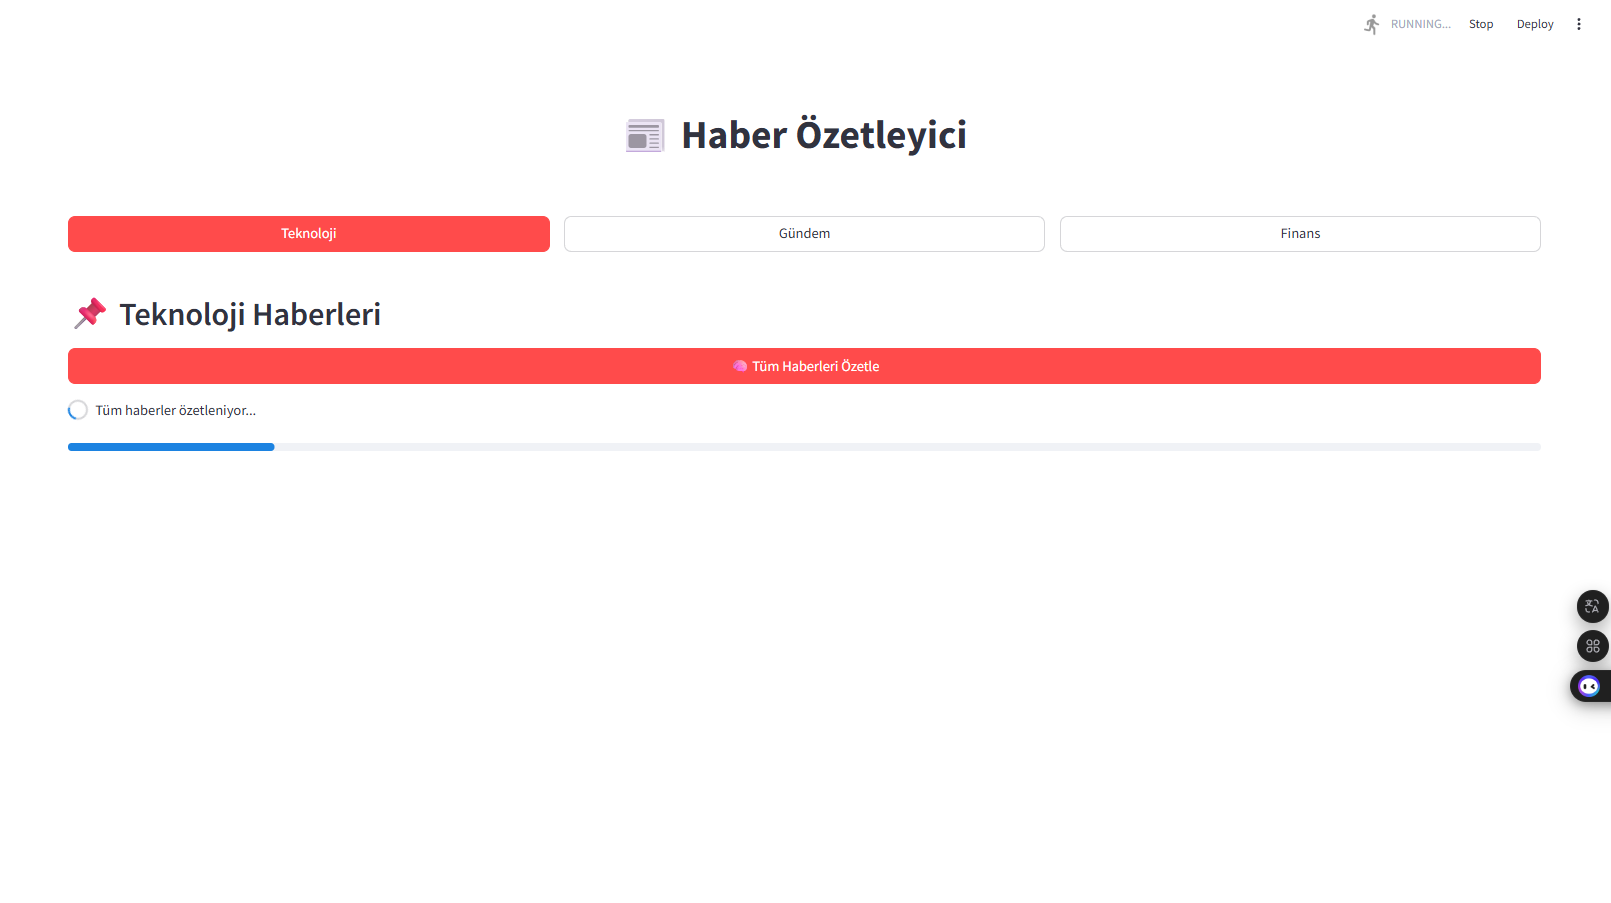 RUNNING... Stop Deploy
Haber Özetleyici
Teknoloji Gündem Finans
Teknoloji Haberleri
Tüm Haberleri Özetle
Tüm haberler özetleniyor...